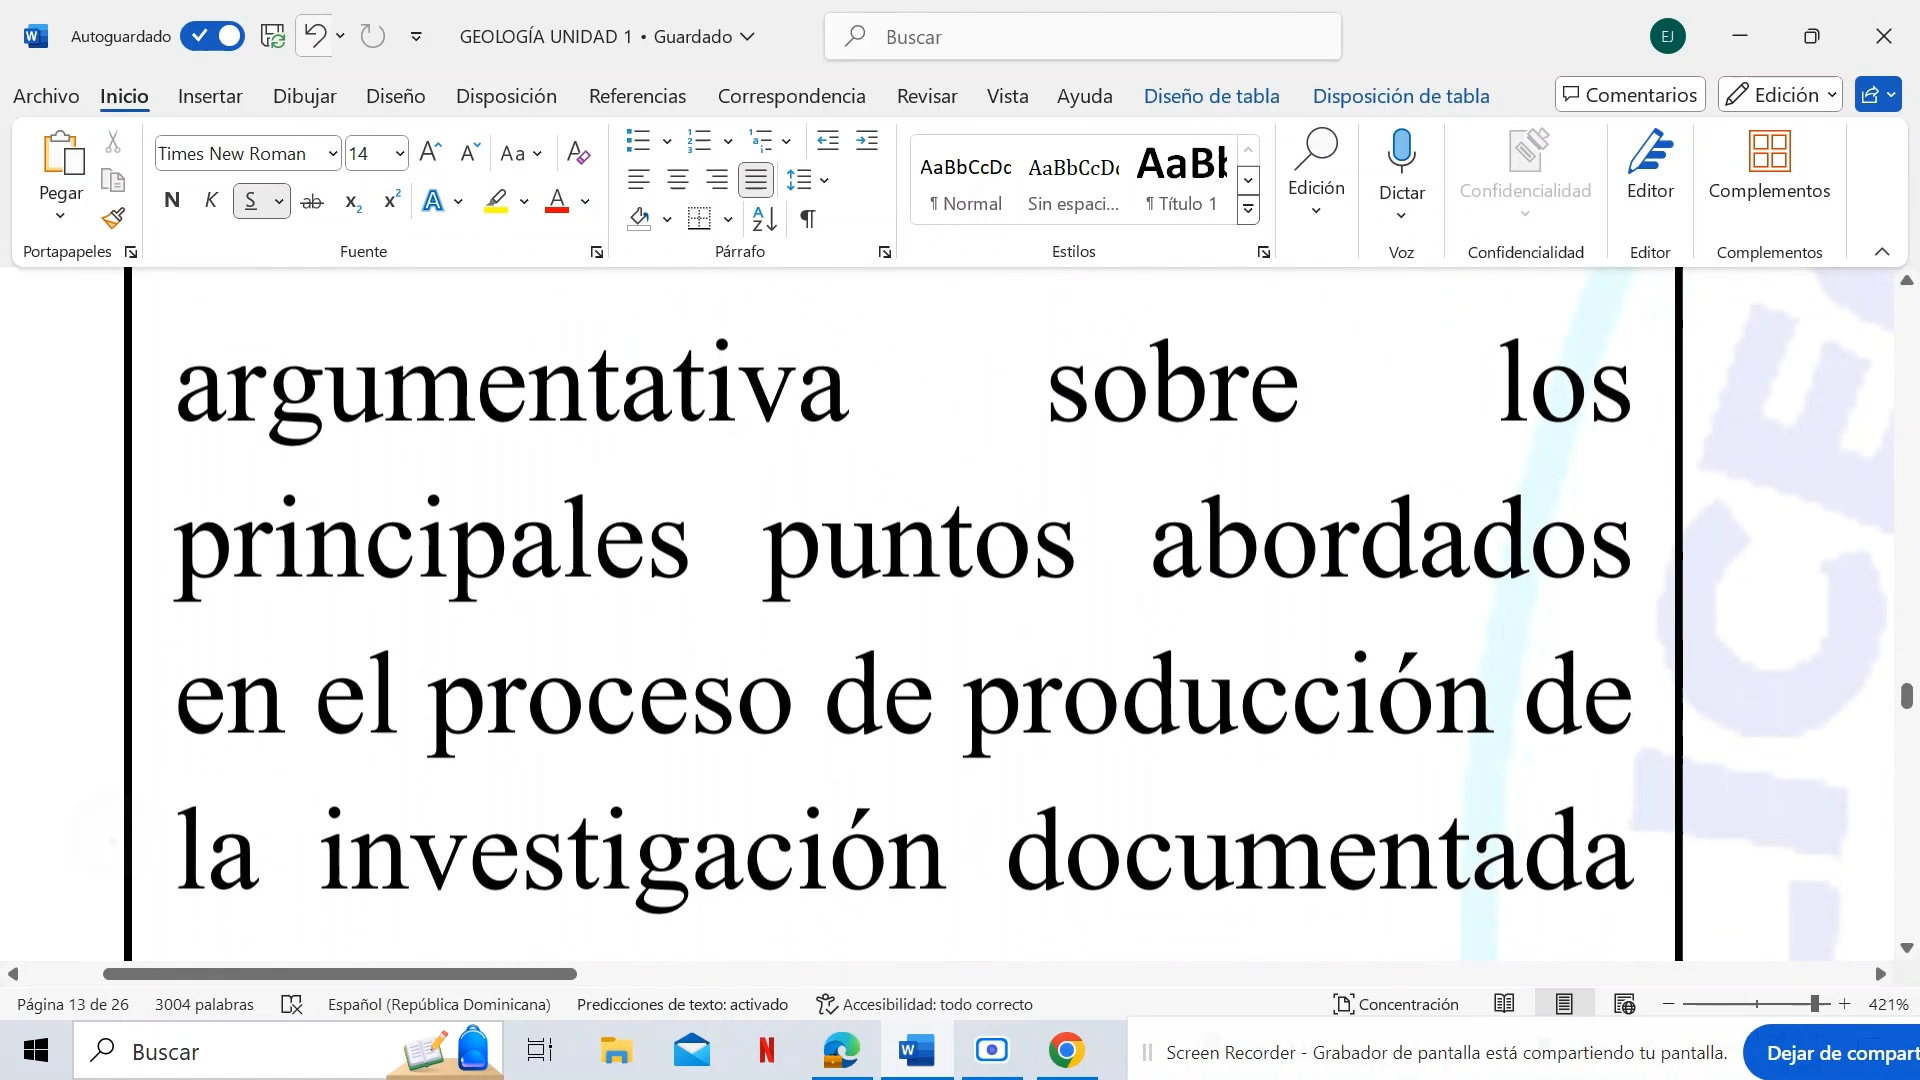 Autoguardado
GEOLOGÍA UNIDAD 1 • Guardado
Buscar
EJ
Archivo Inicio Insertar Dibujar Diseño Disposición Referencias Correspondencia Revisar Vista Ayuda Diseño de tabla Disposición de tabla
Comentarios Edición
Pegar
Times New Roman 14
N K S ab x₂ x² A A
Aa
AaBbCcDc AaBbCcDc AaBb
¶ Normal Sin espaci... ¶ Título 1
Edición Dictar Confidencialidad Editor Complementos
Portapapeles Fuente Párrafo Estilos Voz Confidencialidad Editor Complementos
argumentativa sobre los
principales puntos abordados
en el proceso de producción de
la investigación documentada
ICE
Página 13 de 26 3004 palabras Español (República Dominicana) Predicciones de texto: activado Accesibilidad: todo correcto Concentración 421%
Buscar
Screen Recorder - Grabador de pantalla está compartiendo tu pantalla. Dejar de compart